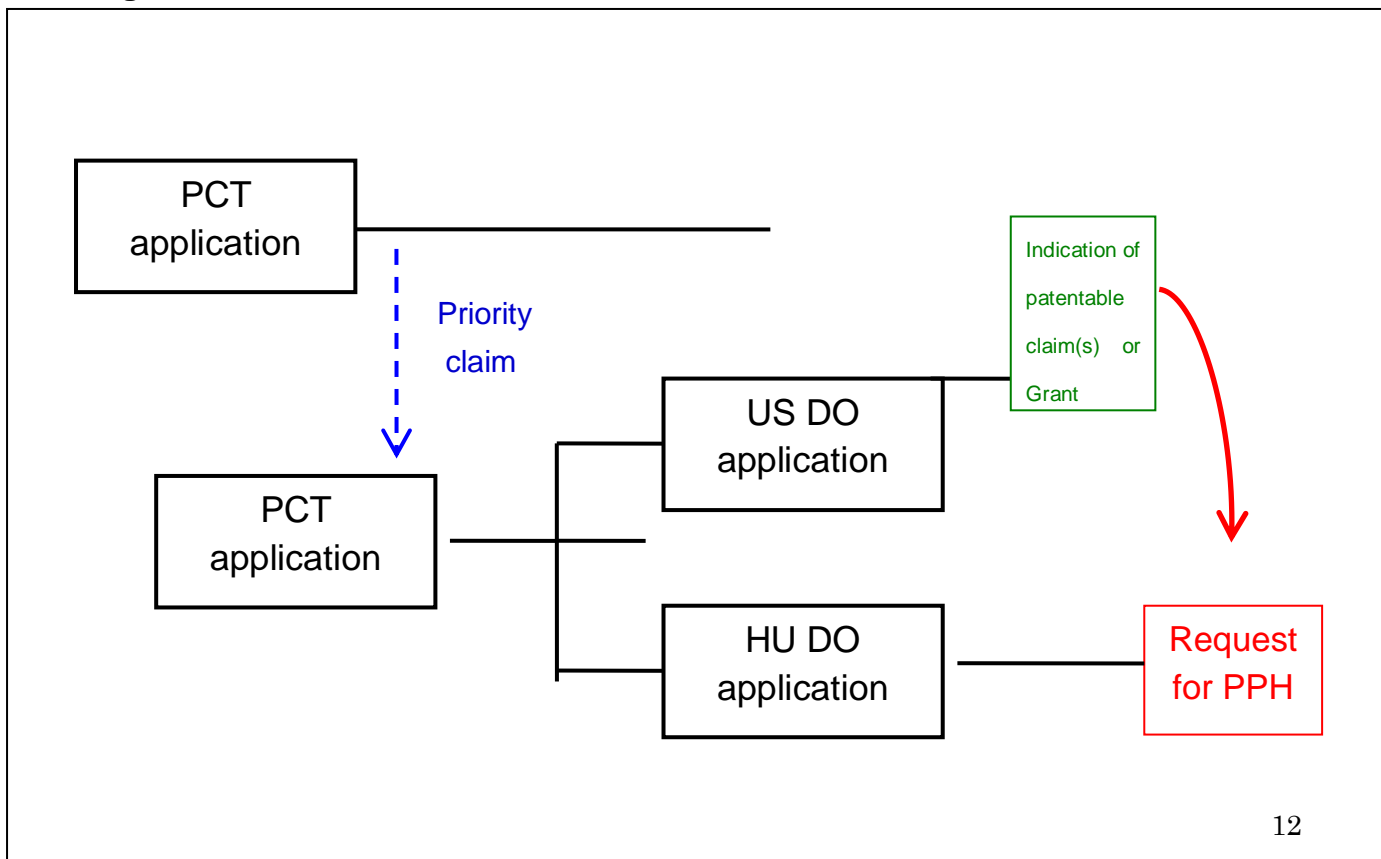 PCT
application
Priority
claim
Indication of
patentable
claim(s) or
Grant
US DO
application
PCT
application
HU DO
application
Request
for PPH
12